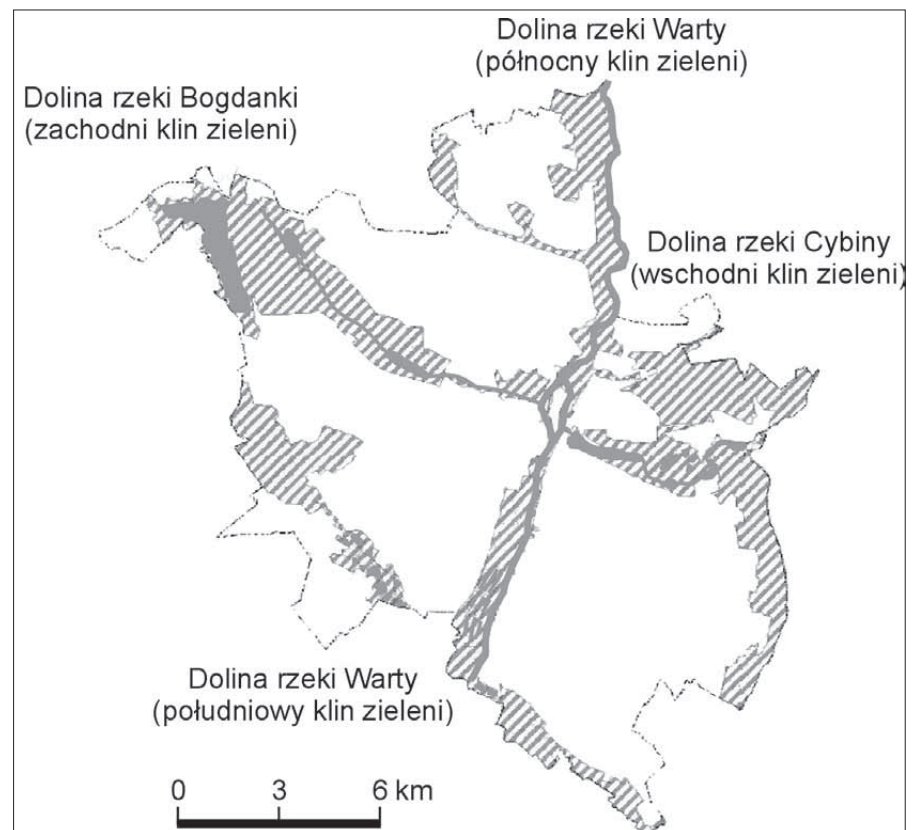 Dolina rzeki Warty
(północny klin zieleni)
Dolina rzeki Bogdanki
(zachodni klin zieleni)
Dolina rzeki Cybiny
(wschodni klin zieleni)
Dolina rzeki Warty
(południowy klin zieleni)
0 3 6 km